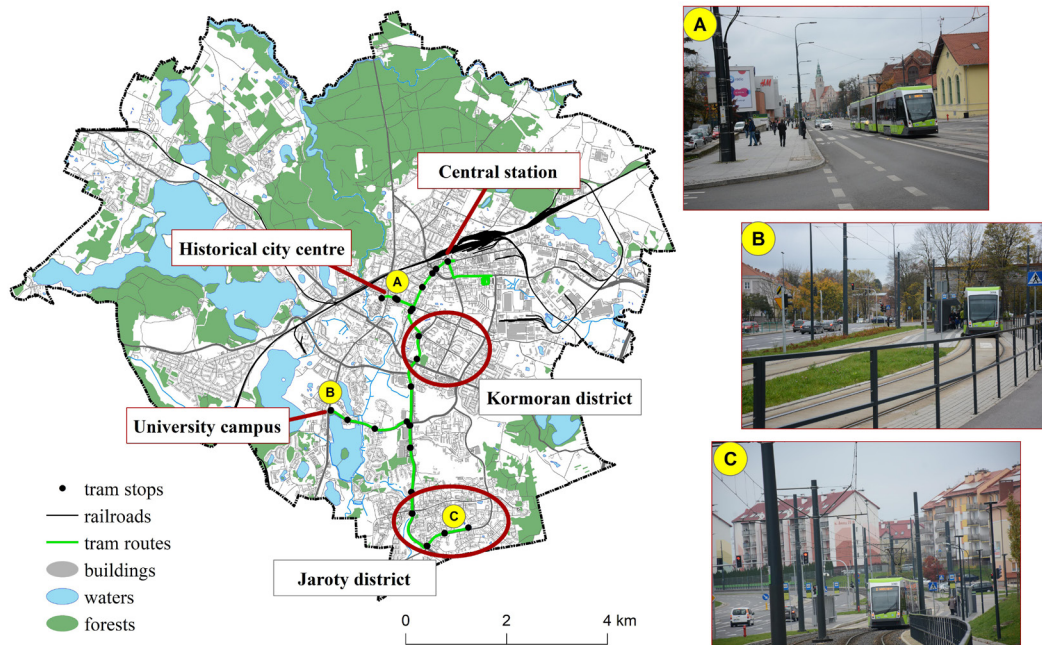 Central station
Historical city centre
A
B
Kormoran district
University campus
C
Jaroty district
tram stops
railroads
tram routes
buildings
waters
forests
0 2 4 km
A
H&M
B
C